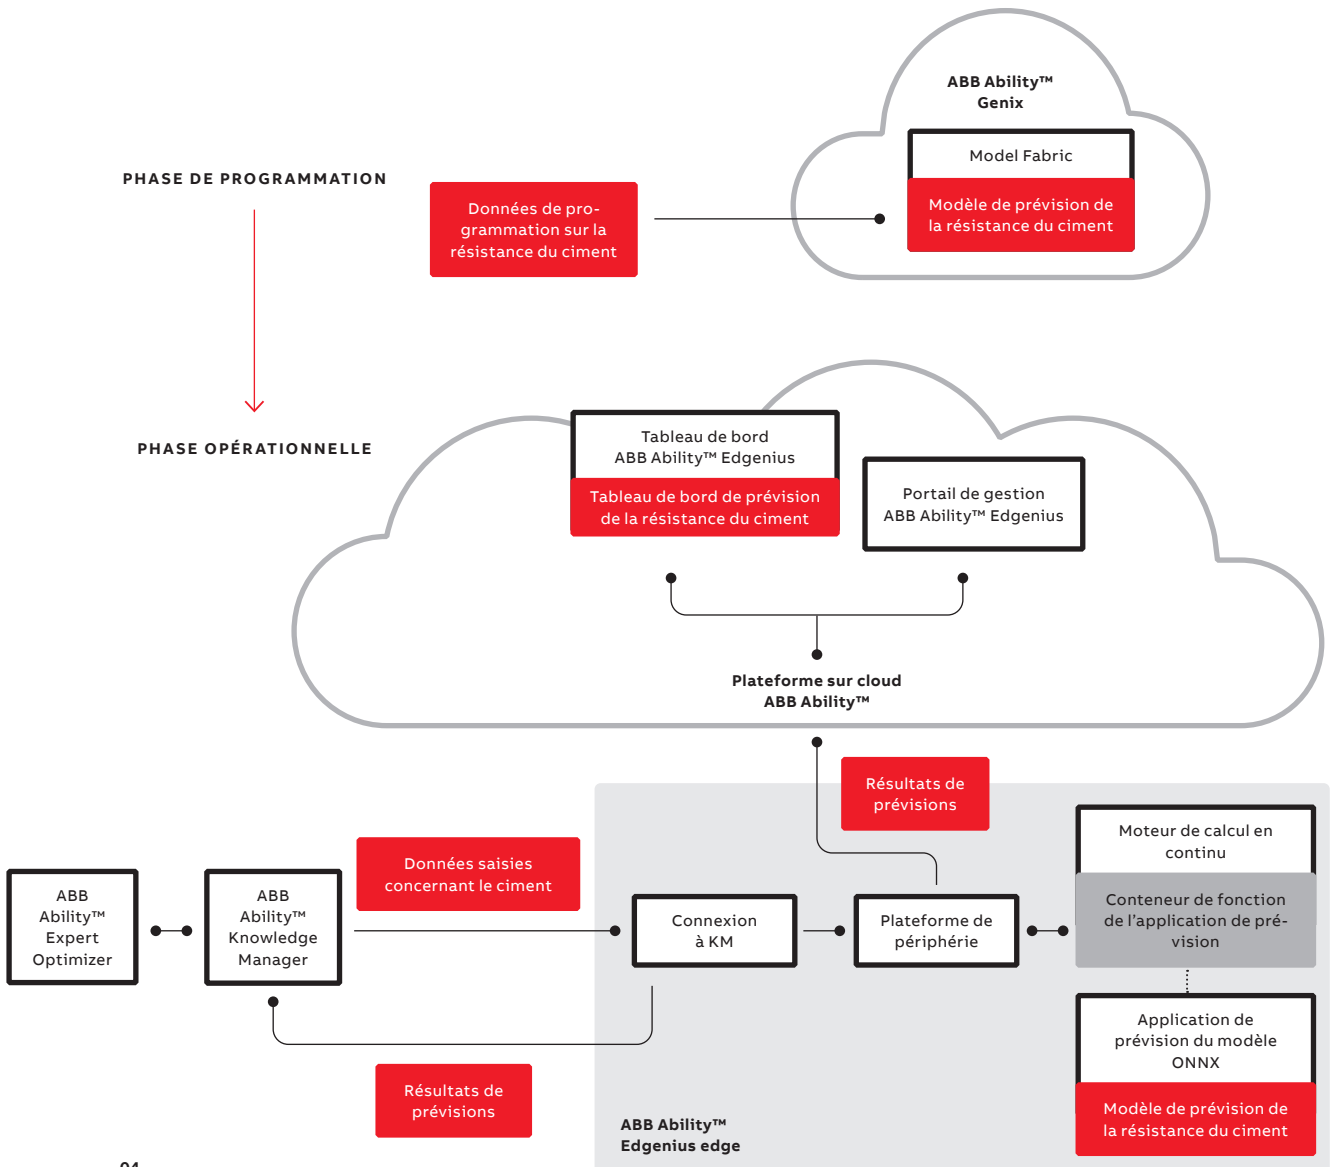 ABB Ability™
Genix
Model Fabric
Modèle de prévision de
la résistance du ciment
PHASE DE PROGRAMMATION
Données de pro-
grammation sur la
résistance du ciment
PHASE OPÉRATIONNELLE
Tableau de bord
ABB Ability™ Edgenius
Tableau de bord de prévision
de la résistance du ciment
Portail de gestion
ABB Ability™ Edgenius
Plateforme sur cloud
ABB Ability™
Résultats de
prévisions
Données saisies
concernant le ciment
ABB
Ability™
Expert
Optimizer
ABB
Ability™
Knowledge
Manager
Connexion
à KM
Plateforme de
périphérie
Moteur de calcul en
continu
Conteneur de fonction
de l'application de pré-
vision
Application de
prévision du modèle
ONNX
Modèle de prévision de
la résistance du ciment
Résultats de
prévisions
ABB Ability™
Edgenius edge
04